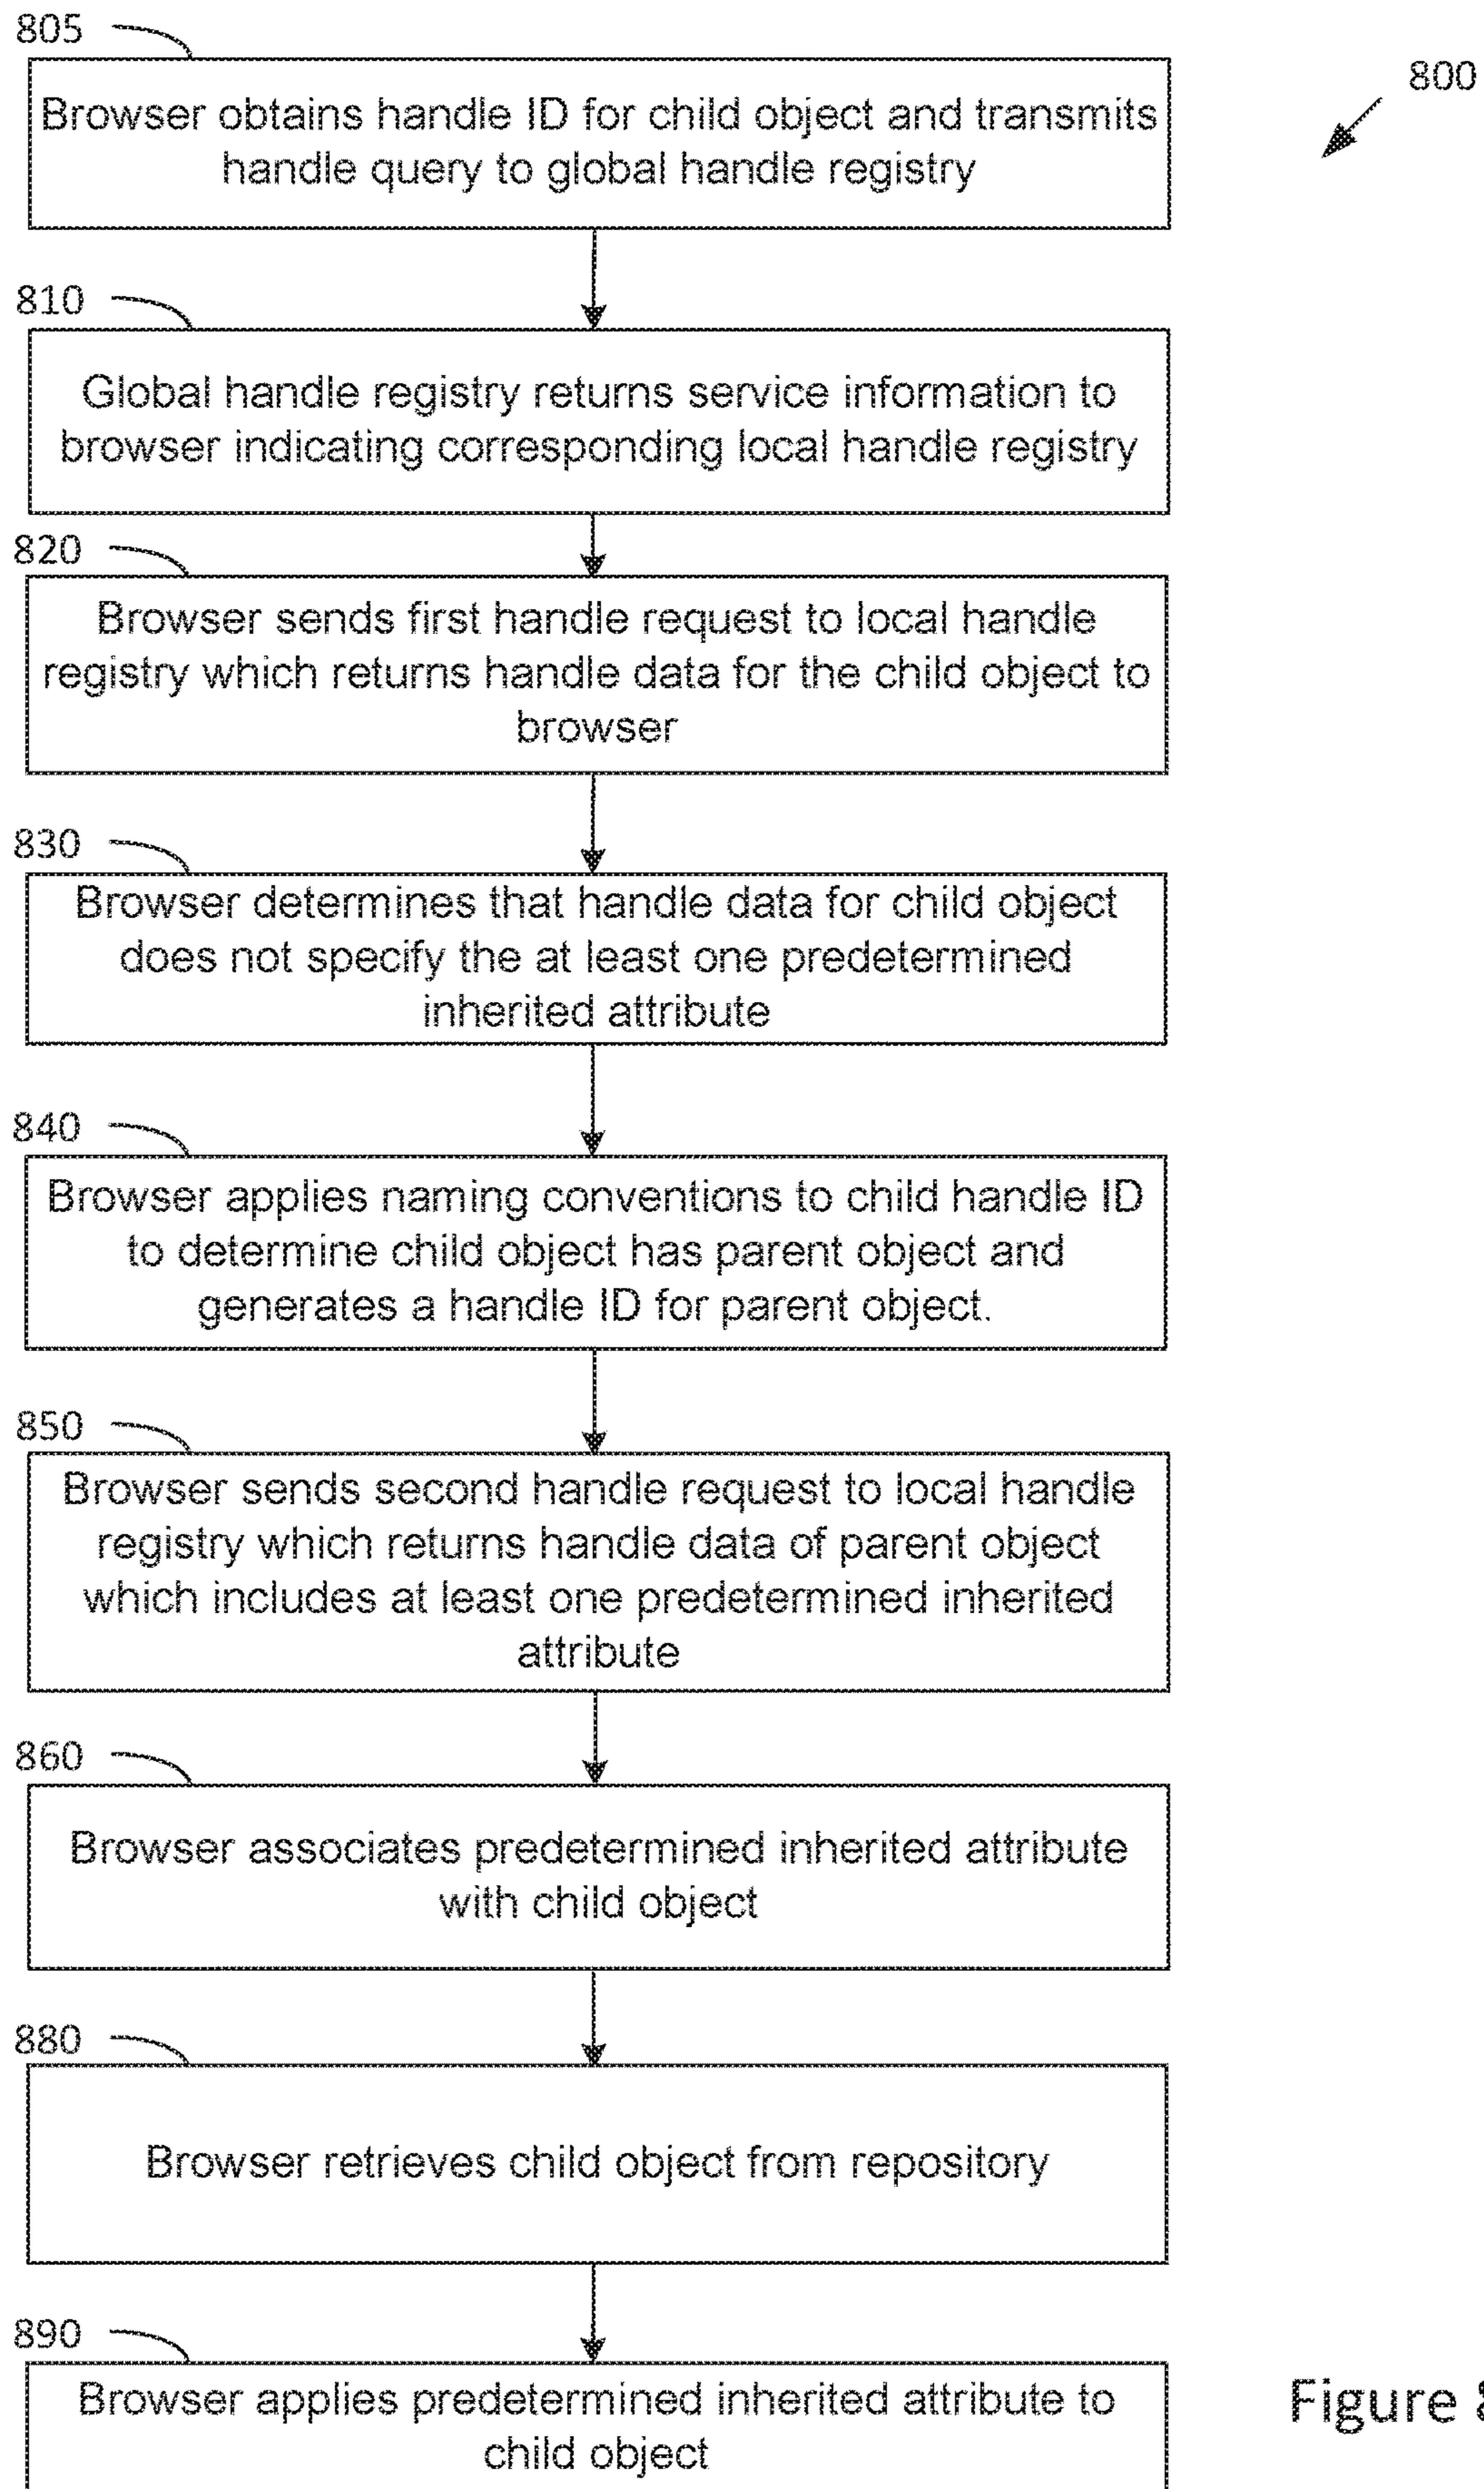 805
800
Browser obtains handle ID for child object and transmits
handle query to global handle registry
810
Global handle registry returns service information to
browser indicating corresponding local handle registry
820
Browser sends first handle request to local handle
registry which returns handle data for the child object to
browser
830
Browser determines that handle data for child object
does not specify the at least one predetermined
inherited attribute
840
Browser applies naming conventions to child handle ID
to determine child object has parent object and
generates a handle ID for parent object.
850
Browser sends second handle request to local handle
registry which returns handle data of parent object
which includes at least one predetermined inherited
attribute
860
Browser associates predetermined inherited attribute
with child object
880
Browser retrieves child object from repository
890
Browser applies predetermined inherited attribute to
child object
Figure 8